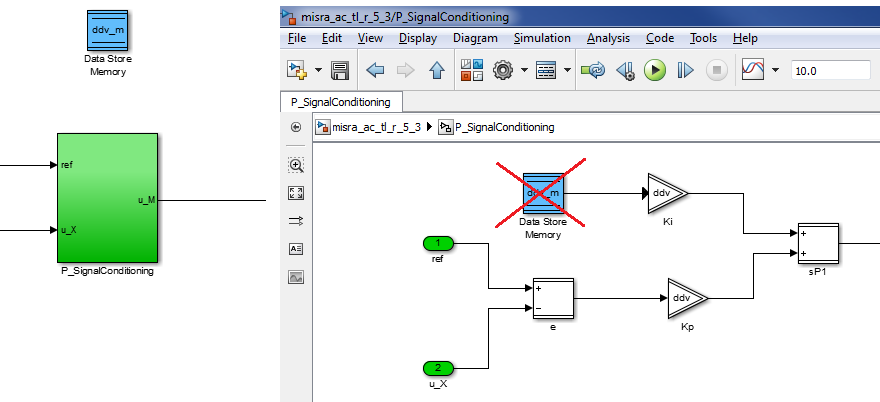 ddv_m
Data Store
Memory
ref
u_M
u_X
P_SignalConditioning
misra_ac_tl_r_5_3/P_SignalConditioning
File Edit View Display Diagram Simulation Analysis Code Tools Help
10.0
P_SignalConditioning
misra_ac_tl_r_5_3 P_SignalConditioning
ddv_m
Data Store
Memory
ddv
Ki
1
ref
+
+
sP1
+
−
e
ddv
Kp
2
u_X